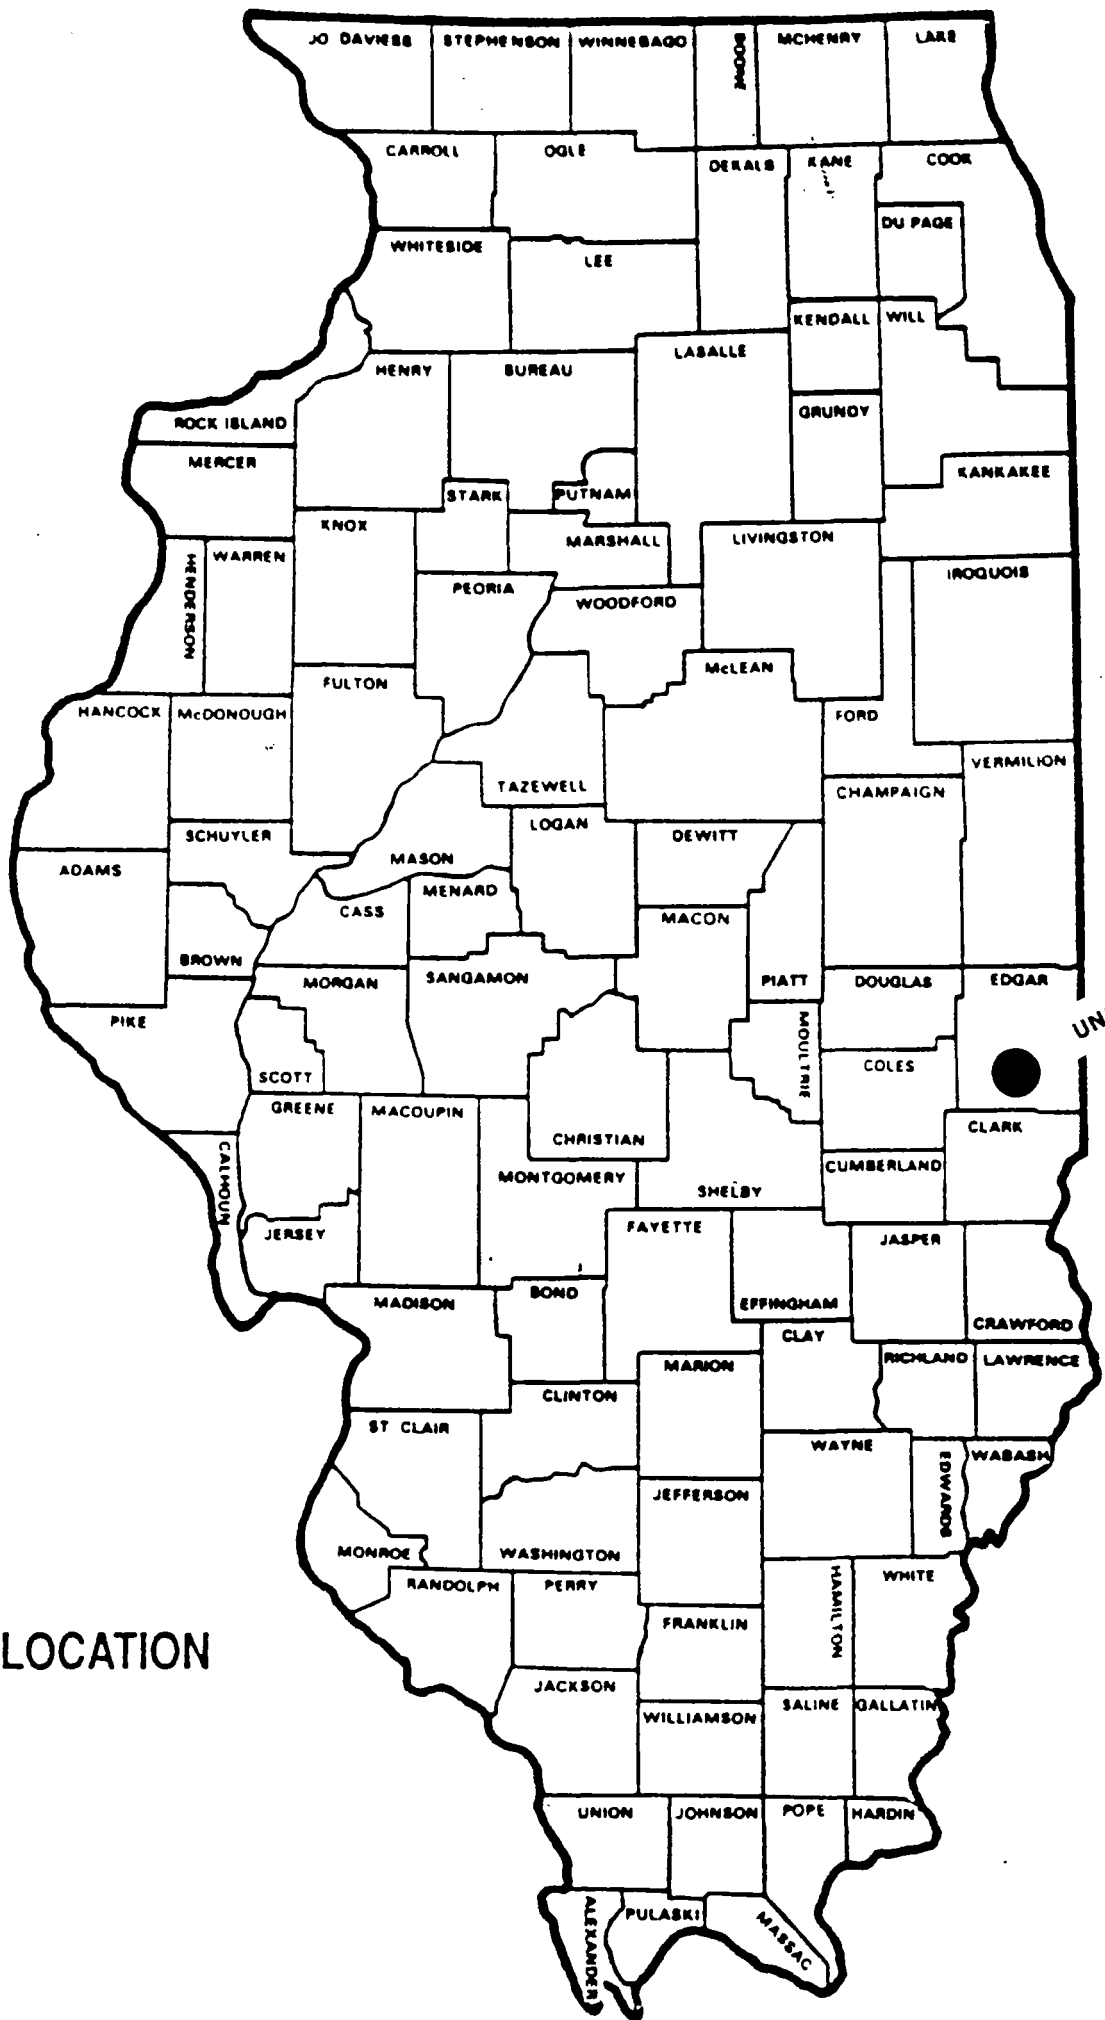 JO DAVIESS
STEPHENSON
WINNEBAGO
BOONE
MCHENRY
LAKE
CARROLL
OGLE
DEKALB
KANE
COOK
DU PAGE
WHITESIDE
LEE
KENDALL
WILL
LASALLE
HENRY
BUREAU
ROCK ISLAND
GRUNDY
MERCER
KANKAKEE
STARK
PUTNAM
KNOX
MARSHALL
LIVINGSTON
HENDERSON
WARREN
PEORIA
WOODFORD
IROQUOIS
McLEAN
FULTON
HANCOCK
McDONOUGH
FORD
VERMILION
TAZEWELL
CHAMPAIGN
LOGAN
SCHUYLER
DEWITT
MASON
ADAMS
MENARD
CASS
MACON
BROWN
MORGAN
SANGAMON
PIATT
DOUGLAS
EDGAR
PIKE
MOULTRIE
UN
COLES
SCOTT
GREENE
MACOUPIN
CLARK
CHRISTIAN
CALHOUN
CUMBERLAND
MONTGOMERY
SHELBY
FAYETTE
JERSEY
JASPER
BOND
MADISON
EFFINGHAM
CRAWFORD
CLAY
MARION
RICHLAND
LAWRENCE
CLINTON
ST CLAIR
WAYNE
EDWARDS
WABASH
JEFFERSON
MONROE
WASHINGTON
RANDOLPH
PERRY
HAMILTON
WHITE
FRANKLIN
LOCATION
JACKSON
WILLIAMSON
SALINE
GALLATIN
UNION
JOHNSON
POPE
HARDIN
ALEXANDER
PULASKI
MASSAC